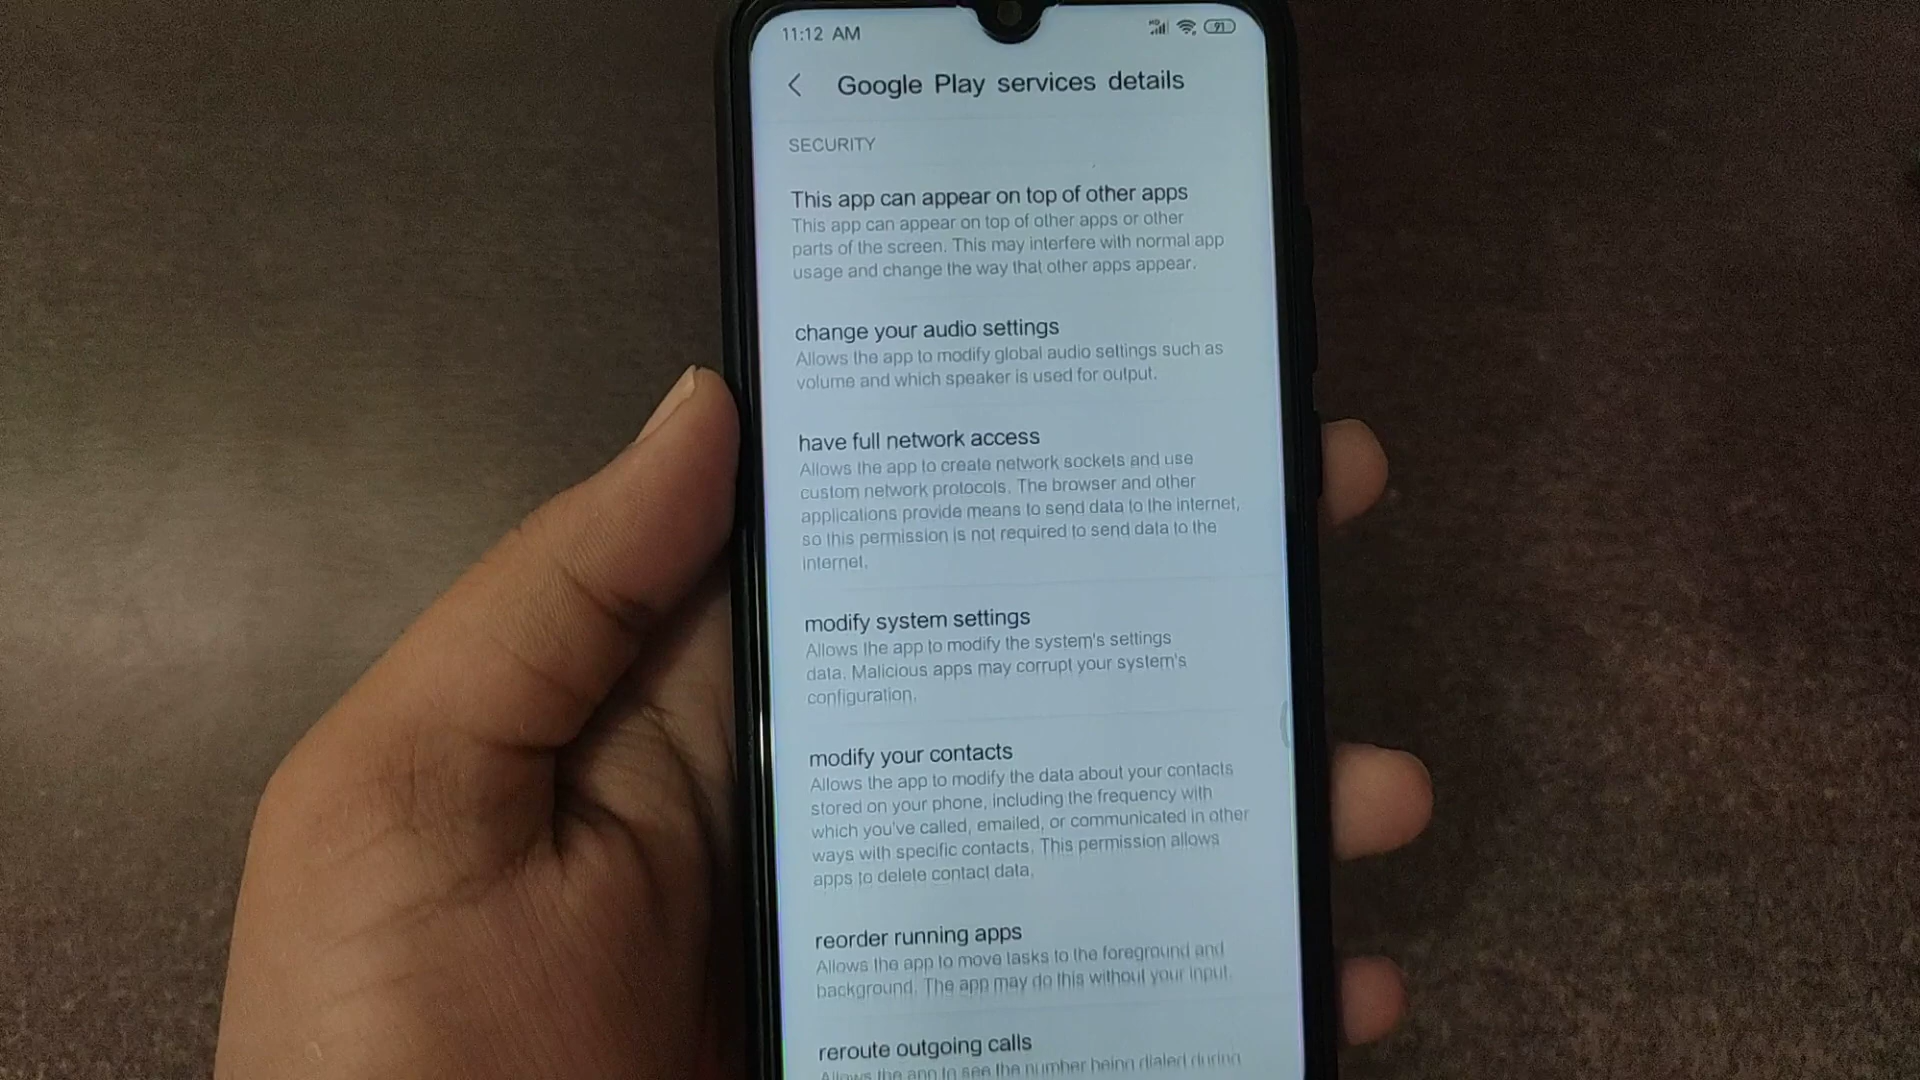 11:12 AM
91
Google Play services details
SECURITY
This app can appear on top of other apps
This app can appear on top of other apps or other
parts of the screen. This may interfere with normal app
usage and change the way that other apps appear.
change your audio settings
Allows the app to modify global audio settings such as
volume and which speaker is used for output.
have full network access
Allows the app to create network sockets and use
custom network protocols. The browser and other
applications provide means to send data to the internet,
so this permission is not required to send data to the
internet.
modify system settings
Allows the app to modify the system's settings
data. Malicious apps may corrupt your system's
configuration.
modify your contacts
Allows the app to modify the data about your contacts
stored on your phone, including the frequency with
which you've called, emailed, or communicated in other
ways with specific contacts. This permission allows
apps to delete contact data.
reorder running apps
Allows the app to move tasks to the foreground and
background. The app may do this without your input.
reroute outgoing calls
Allows the app to see the number being dialed during